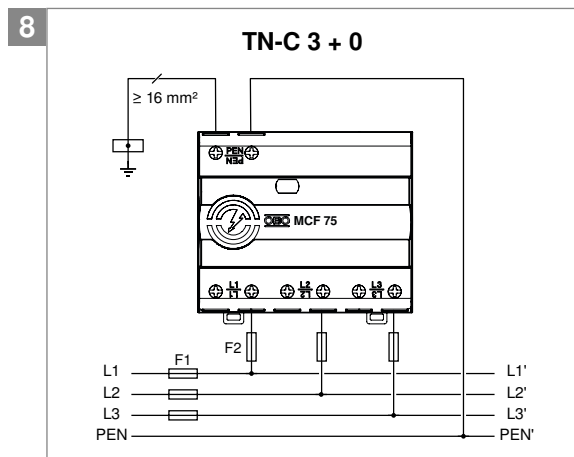 8
TN-C 3 + 0
≥ 16 mm²
PEN
PEN
OBO MCF 75
L1 L2 L3
L1 L2 L3
F2
F1
L1 L1'
L2 L2'
L3 L3'
PEN PEN'